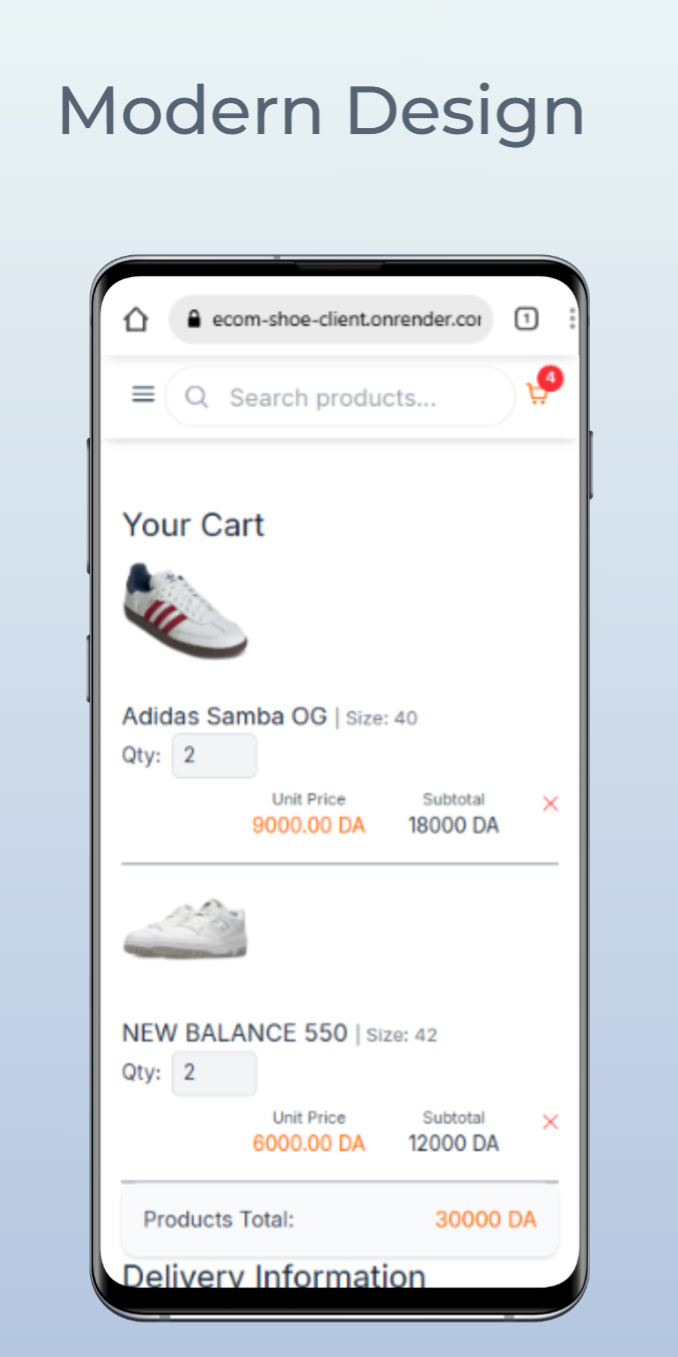 Modern Design
ecom-shoe-client.onrender.cor
1
Search products...
4
Your Cart
Adidas Samba OG | Size: 40
Qty: 2
Unit Price Subtotal
9000.00 DA 18000 DA
NEW BALANCE 550 | Size: 42
Qty: 2
Unit Price Subtotal
6000.00 DA 12000 DA
Products Total: 30000 DA
Delivery Information